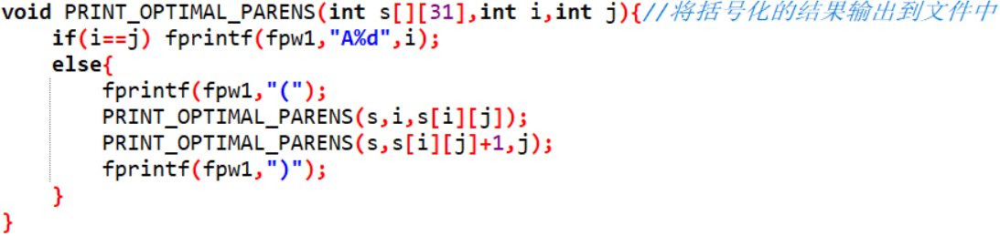 void PRINT_OPTIMAL_PARENS(int s[][31],int i,int j){//将括号化的结果输出到文件中
    if(i==j) fprintf(fpw1,"A%d",i);
    else{
        fprintf(fpw1,"(");
        PRINT_OPTIMAL_PARENS(s,i,s[i][j]);
        PRINT_OPTIMAL_PARENS(s,s[i][j]+1,j);
        fprintf(fpw1,")");
    }
}